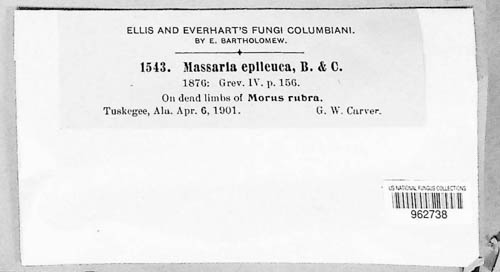 ELLIS AND EVERHART'S FUNGI COLUMBIANI.
BY E. BARTHOLOMEW.
1543. Massaria epileuca, B. & C.
1876: Grev. IV. p. 156.
On dead limbs of Morus rubra.
Tuskegee, Ala. Apr. 6, 1901. G. W. Carver.
US NATIONAL FUNGUS COLLECTIONS
962738